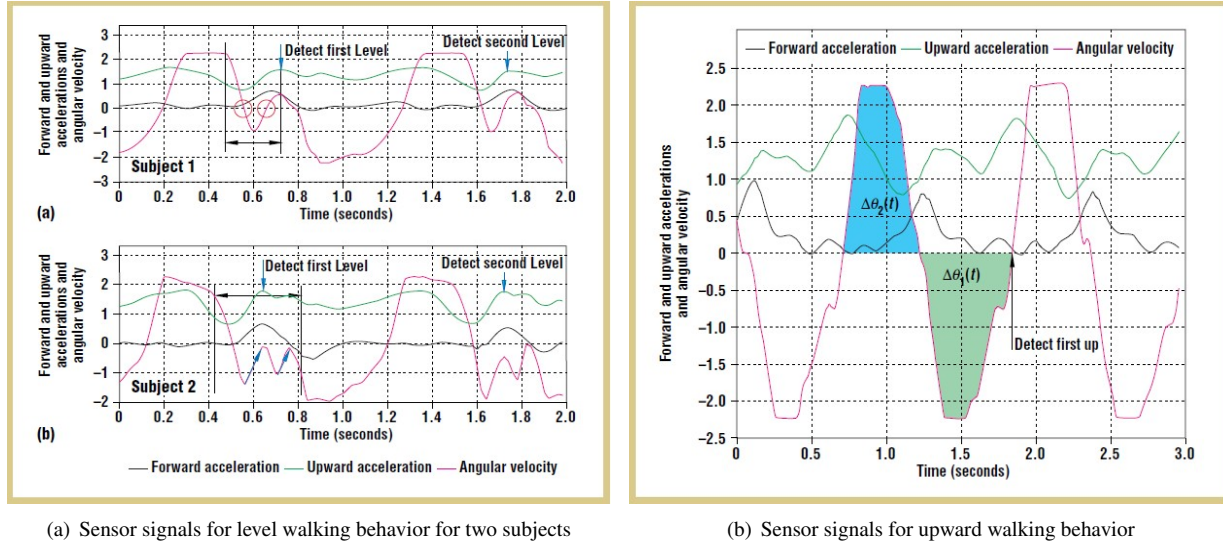 Forward and upward
accelerations and
angular velocity
3
2
1
0
–1
–2
–3
Detect first Level
Detect second Level
Subject 1
0 0.2 0.4 0.6 0.8 1.0 1.2 1.4 1.6 1.8 2.0
(a)
Time (seconds)
Forward and upward
accelerations and
angular velocity
3
2
1
0
–1
–2
Detect first Level
Detect second Level
Subject 2
0 0.2 0.4 0.6 0.8 1.0 1.2 1.4 1.6 1.8 2.0
(b)
Time (seconds)
Forward acceleration Upward acceleration Angular velocity
(a) Sensor signals for level walking behavior for two subjects
Forward acceleration Upward acceleration Angular velocity
Forward and upward accelerations
and angular velocity
2.5
2.0
1.5
1.0
0.5
0
–0.5
–1.0
–1.5
–2.0
–2.5
Δθ2(t)
Δθ1(t)
Detect first up
0 0.5 1.0 1.5 2.0 2.5 3.0
Time (seconds)
(b) Sensor signals for upward walking behavior